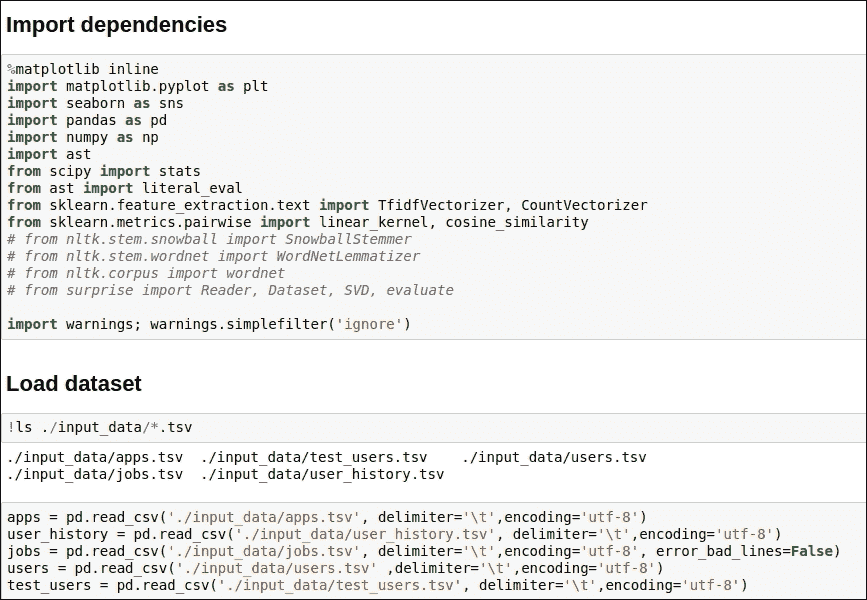 Import dependencies
%matplotlib inline
import matplotlib.pyplot as plt
import seaborn as sns
import pandas as pd
import numpy as np
import ast
from scipy import stats
from ast import literal_eval
from sklearn.feature_extraction.text import TfidfVectorizer, CountVectorizer
from sklearn.metrics.pairwise import linear_kernel, cosine_similarity
# from nltk.stem.snowball import SnowballStemmer
# from nltk.stem.wordnet import WordNetLemmatizer
# from nltk.corpus import wordnet
# from surprise import Reader, Dataset, SVD, evaluate
import warnings; warnings.simplefilter('ignore')
Load dataset
!ls ./input_data/*.tsv
./input_data/apps.tsv  ./input_data/test_users.tsv    ./input_data/users.tsv
./input_data/jobs.tsv  ./input_data/user_history.tsv
apps = pd.read_csv('./input_data/apps.tsv', delimiter='\t',encoding='utf-8')
user_history = pd.read_csv('./input_data/user_history.tsv', delimiter='\t',encoding='utf-8')
jobs = pd.read_csv('./input_data/jobs.tsv', delimiter='\t',encoding='utf-8', error_bad_lines=False)
users = pd.read_csv('./input_data/users.tsv' ,delimiter='\t',encoding='utf-8')
test_users = pd.read_csv('./input_data/test_users.tsv', delimiter='\t',encoding='utf-8')